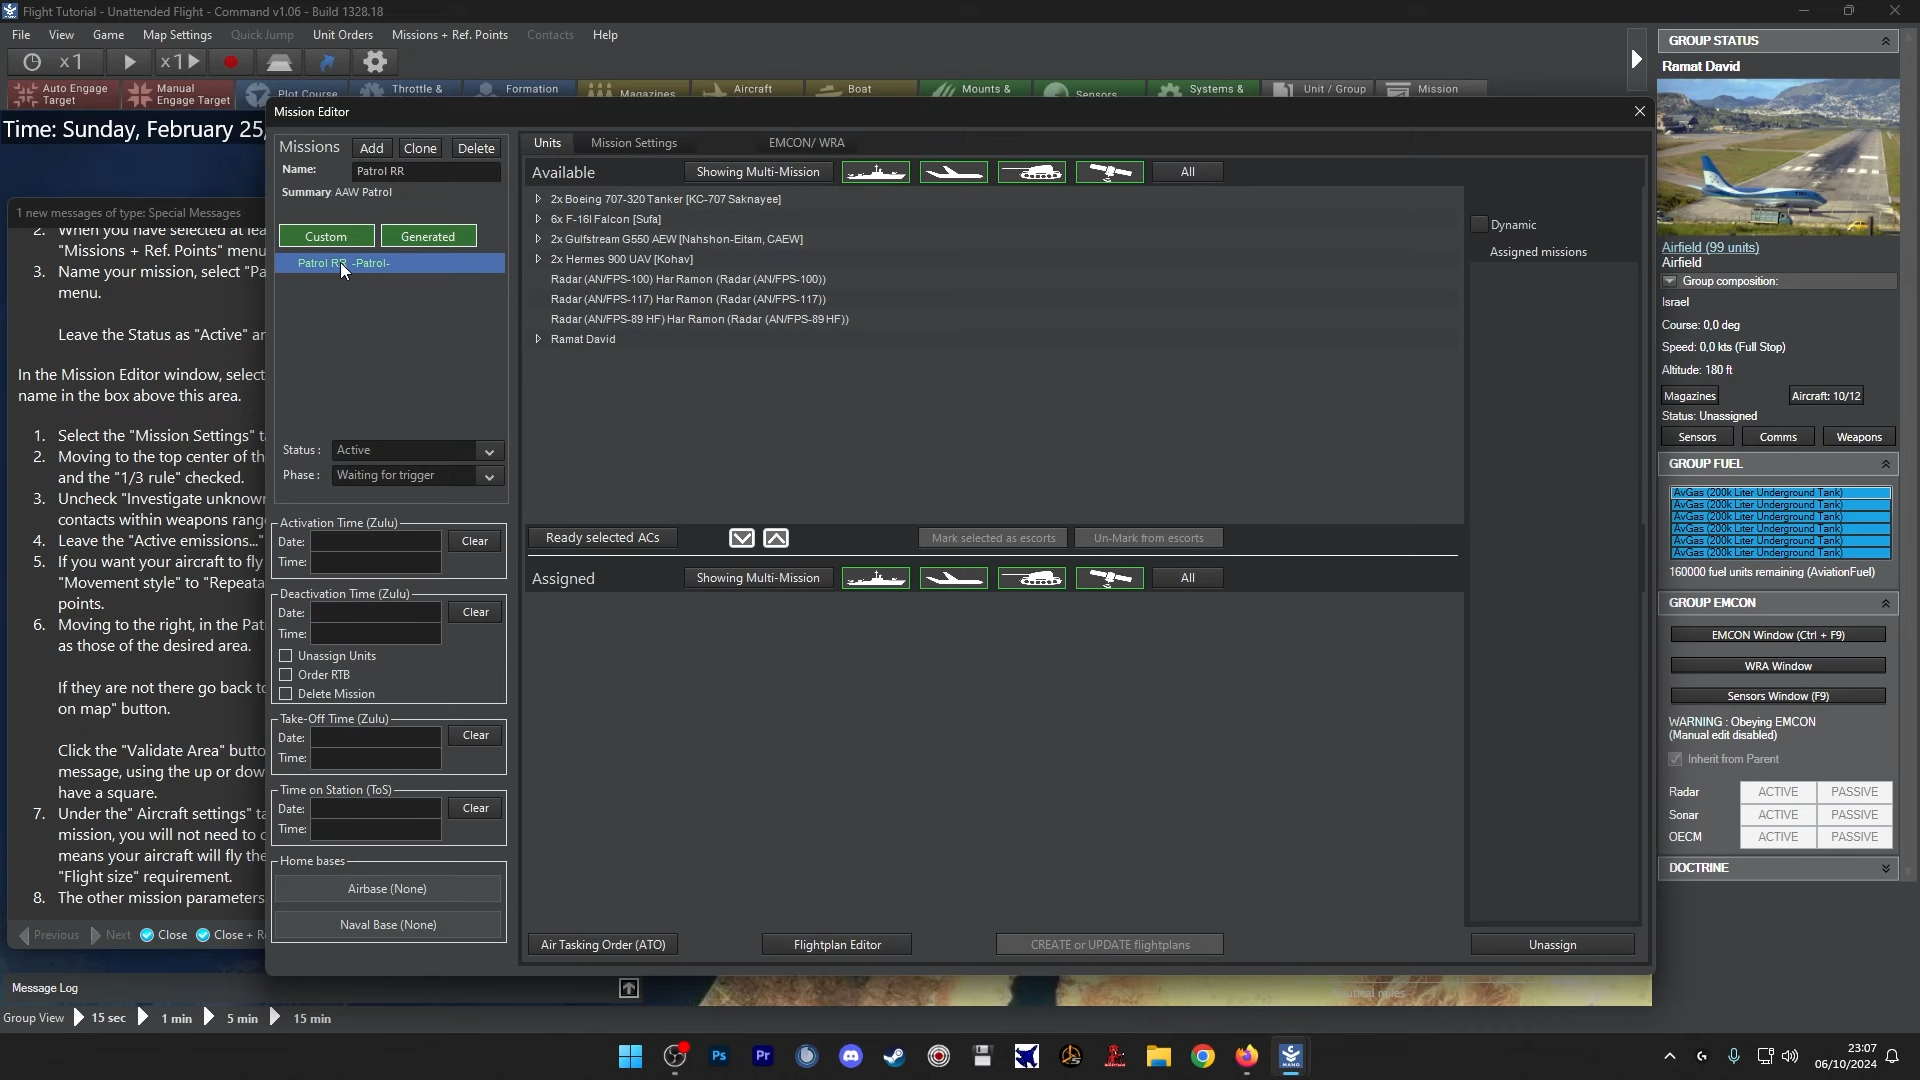 Flight Tutorial - Unattended Flight - Command v1.06 - Build 1328.18
File View Game Map Settings Quick Jump Unit Orders Missions + Ref. Points Contacts Help
x1 x1
Auto Engage Target Manual Engage Target Plot Course Throttle & Formation Magazines Aircraft Boat Mounts & Sensors Systems & Unit / Group Mission
Time: Sunday, February 25,
1 new messages of type: Special Messages
2. When you have selected at lea
"Missions + Ref. Points" menu
3. Name your mission, select "Pa
menu.
Leave the Status as "Active" an
In the Mission Editor window, select
name in the box above this area.
1. Select the "Mission Settings" t
2. Moving to the top center of th
and the "1/3 rule" checked.
3. Uncheck "Investigate unknow
contacts within weapons rang
4. Leave the "Active emissions..."
5. If you want your aircraft to fly
"Movement style" to "Repeata
points.
6. Moving to the right, in the Pat
as those of the desired area.
If they are not there go back to
on map" button.
Click the "Validate Area" butto
message, using the up or dow
have a square.
7. Under the" Aircraft settings" ta
mission, you will not need to c
means your aircraft will fly the
"Flight size" requirement.
8. The other mission parameters
Previous Next Close Close + R
Mission Editor
Missions Add Clone Delete
Name: Patrol RR
Summary AAW Patrol
Custom Generated
Patrol RR -Patrol-
Status : Active
Phase : Waiting for trigger
Activation Time (Zulu)
Date: Clear
Time:
Deactivation Time (Zulu)
Date: Clear
Time:
Unassign Units
Order RTB
Delete Mission
Take-Off Time (Zulu)
Date: Clear
Time:
Time on Station (ToS)
Date: Clear
Time:
Home bases
Airbase (None)
Naval Base (None)
Units Mission Settings EMCON/ WRA
Available Showing Multi-Mission All
2x Boeing 707-320 Tanker [KC-707 Saknayee]
6x F-16I Falcon [Sufa]
2x Gulfstream G550 AEW [Nahshon-Eitam, CAEW]
2x Hermes 900 UAV [Kohav]
Radar (AN/FPS-100) Har Ramon (Radar (AN/FPS-100))
Radar (AN/FPS-117) Har Ramon (Radar (AN/FPS-117))
Radar (AN/FPS-89 HF) Har Ramon (Radar (AN/FPS-89 HF))
Ramat David
Dynamic
Assigned missions
Ready selected ACs Mark selected as escorts Un-Mark from escorts
Assigned Showing Multi-Mission All
Air Tasking Order (ATO) Flightplan Editor CREATE or UPDATE flightplans Unassign
GROUP STATUS
Ramat David
Airfield (99 units)
Airfield
Group composition:
Israel
Course: 0,0 deg
Speed: 0,0 kts (Full Stop)
Altitude: 180 ft
Magazines Aircraft: 10/12
Status: Unassigned
Sensors Comms Weapons
GROUP FUEL
AvGas (200k Liter Underground Tank)
AvGas (200k Liter Underground Tank)
AvGas (200k Liter Underground Tank)
AvGas (200k Liter Underground Tank)
AvGas (200k Liter Underground Tank)
AvGas (200k Liter Underground Tank)
160000 fuel units remaining (AviationFuel)
GROUP EMCON
EMCON Window (Ctrl + F9)
WRA Window
Sensors Window (F9)
WARNING : Obeying EMCON
(Manual edit disabled)
Inherit from Parent
Radar ACTIVE PASSIVE
Sonar ACTIVE PASSIVE
OECM ACTIVE PASSIVE
DOCTRINE
Message Log
nautical miles
Group View 15 sec 1 min 5 min 15 min
Ps Pr
23:07
06/10/2024